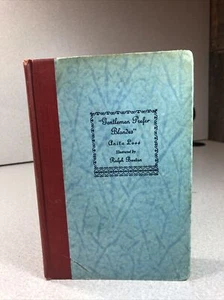 "Gentlemen Prefer
Blondes"
Anita Loos
Illustrated by
Ralph Barton